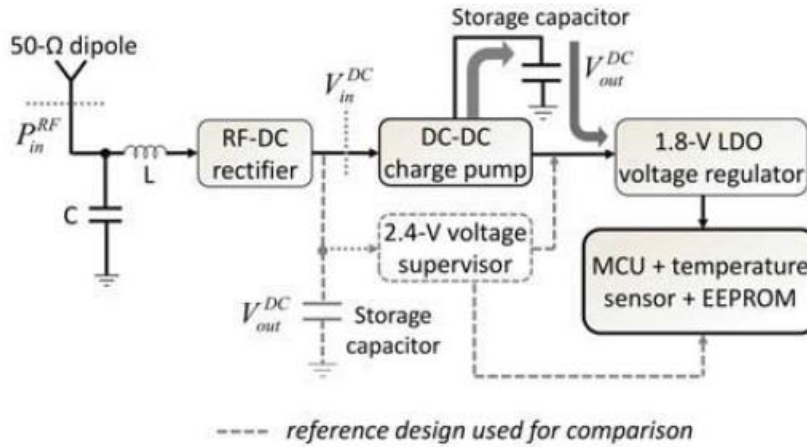 Storage capacitor
50-Ω dipole
V_in^DC
V_out^DC
P_in^RF
RF-DC
rectifier
DC-DC
charge pump
1.8-V LDO
voltage regulator
L
C
2.4-V voltage
supervisor
MCU + temperature
sensor + EEPROM
V_out^DC
Storage
capacitor
reference design used for comparison